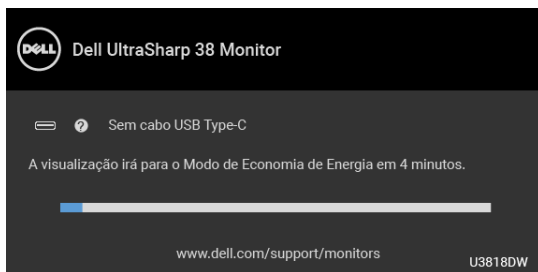 DELL Dell UltraSharp 38 Monitor
? Sem cabo USB Type-C
A visualização irá para o Modo de Economia de Energia em 4 minutos.
www.dell.com/support/monitors
U3818DW